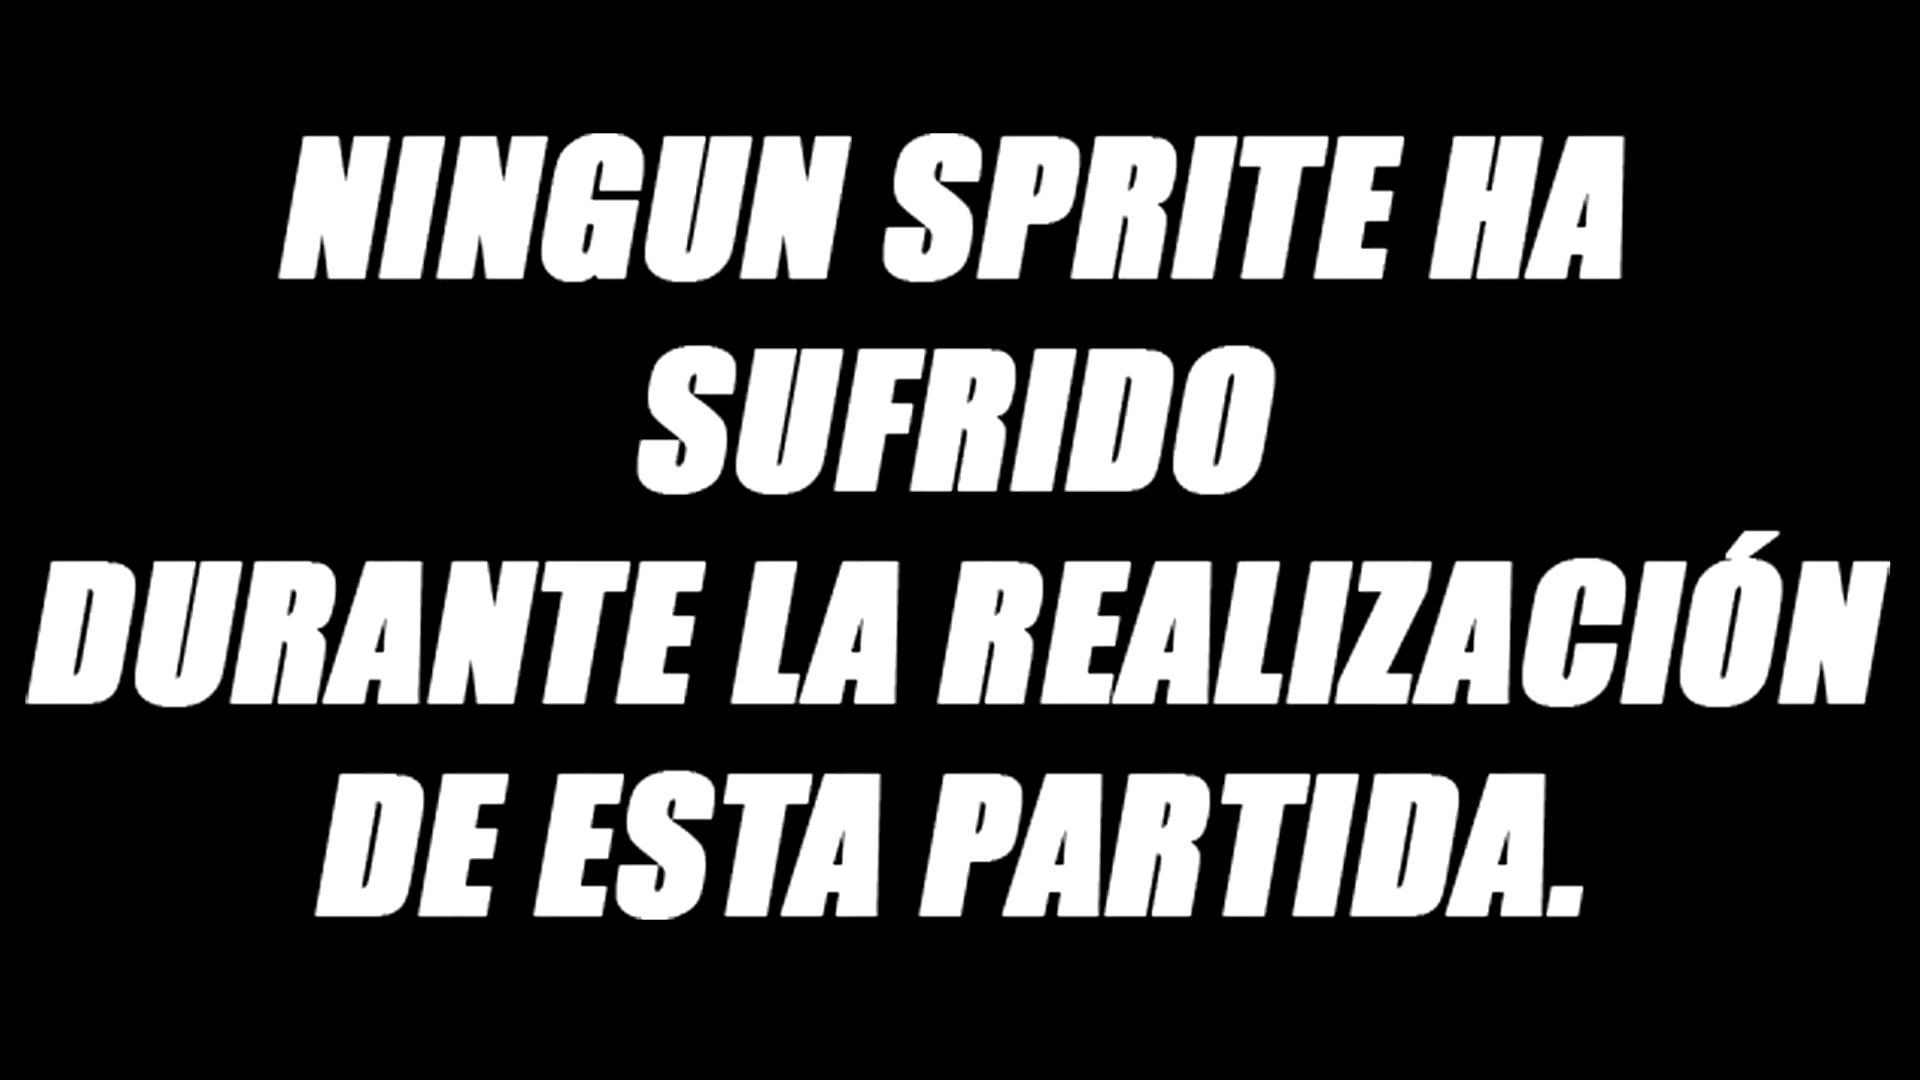 NINGUN SPRITE HA
SUFRIDO
DURANTE LA REALIZACIÓN
DE ESTA PARTIDA.